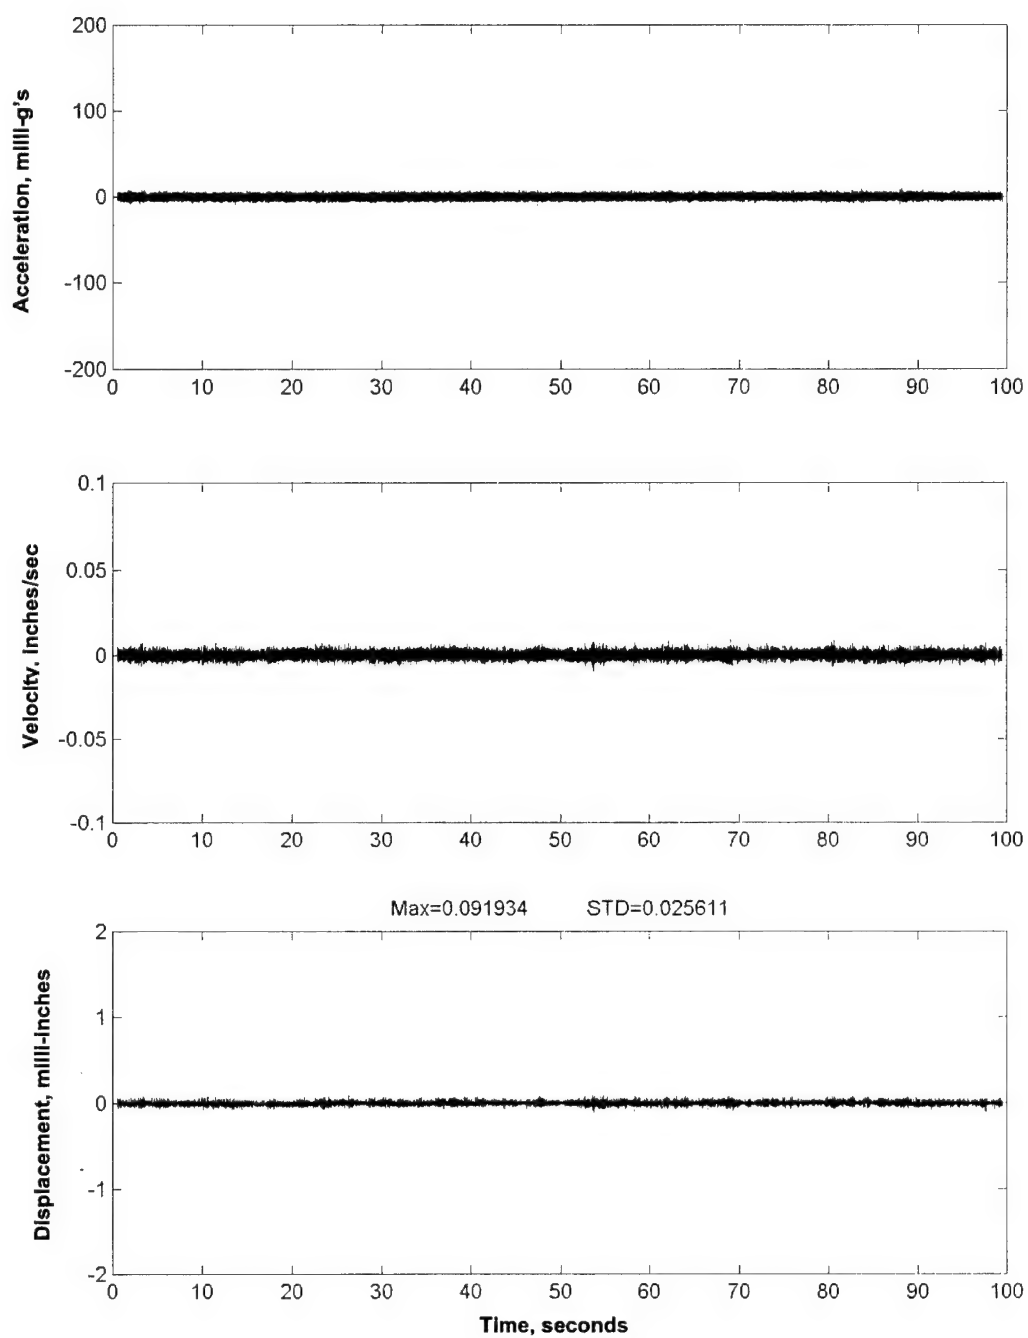 200
100
0
-100
-200
Acceleration, milli-g's
0 10 20 30 40 50 60 70 80 90 100
0.1
0.05
0
-0.05
-0.1
Velocity. inches/sec
0 10 20 30 40 50 60 70 80 90 100
Max=0.091934 STD=0.025611
2
1
0
-1
-2
Displacement, milli-inches
0 10 20 30 40 50 60 70 80 90 100
Time, seconds